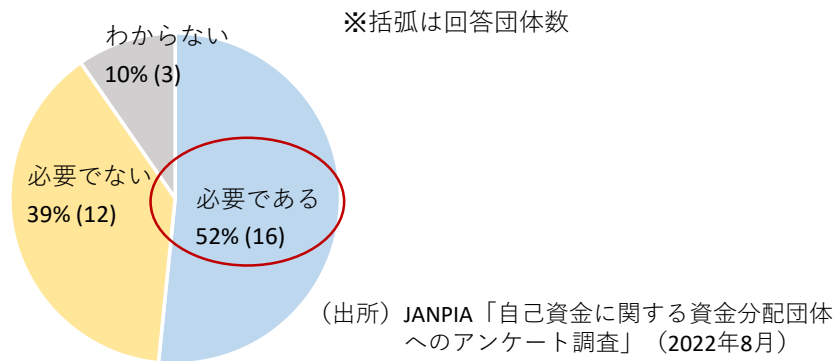 ※括弧は回答団体数
わからない
10% (3)
必要でない
39% (12)
必要である
52% (16)
（出所）JANPIA「自己資金に関する資金分配団体
へのアンケート調査」（2022年8月）